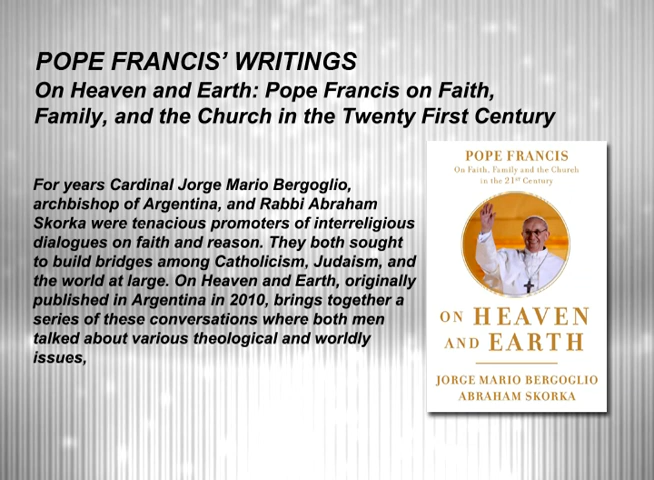 POPE FRANCIS’ WRITINGS
On Heaven and Earth: Pope Francis on Faith,
Family, and the Church in the Twenty First Century
For years Cardinal Jorge Mario Bergoglio,
archbishop of Argentina, and Rabbi Abraham
Skorka were tenacious promoters of interreligious
dialogues on faith and reason. They both sought
to build bridges among Catholicism, Judaism, and
the world at large. On Heaven and Earth, originally
published in Argentina in 2010, brings together a
series of these conversations where both men
talked about various theological and worldly
issues,
POPE FRANCIS
On Faith, Family and the Church
in the 21st Century
ON HEAVEN
AND EARTH
JORGE MARIO BERGOGLIO
ABRAHAM SKORKA